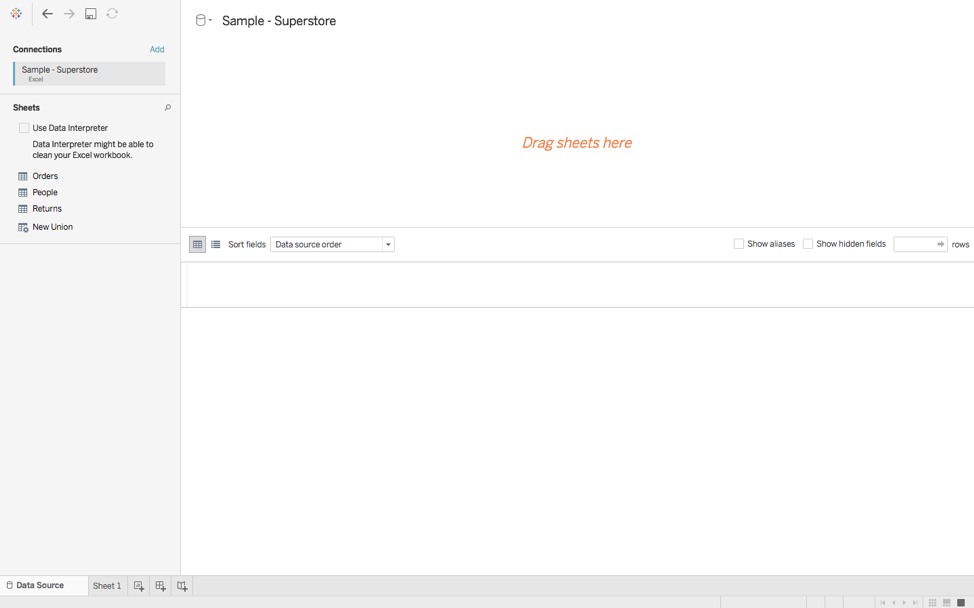 Sample - Superstore
Connections
Add
Sample - Superstore
Excel
Sheets
Use Data Interpreter
Data Interpreter might be able to
clean your Excel workbook.
Orders
People
Returns
New Union
Drag sheets here
Sort fields
Data source order
Show aliases
Show hidden fields
rows
Data Source
Sheet 1